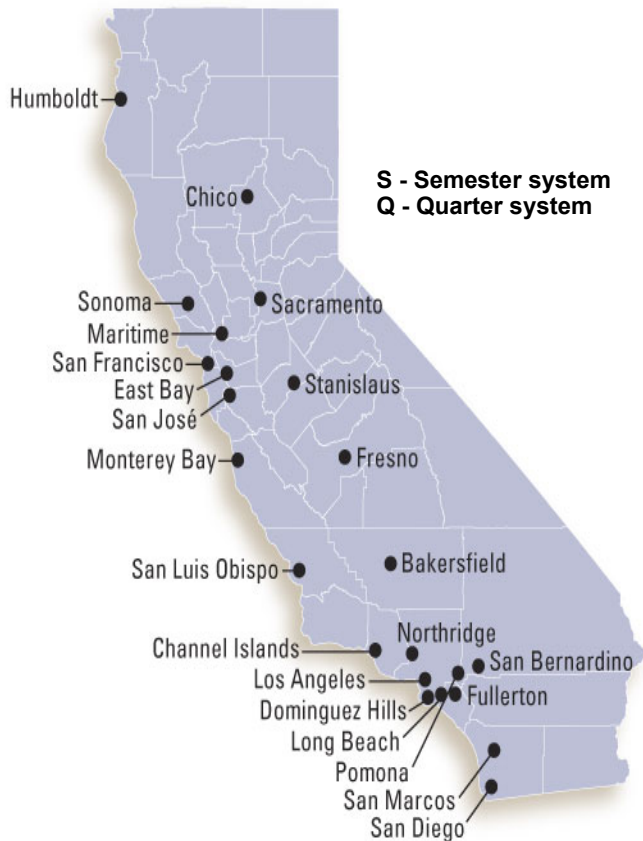 Humboldt
S - Semester system
Q - Quarter system
Chico
Sonoma
Sacramento
Maritime
San Francisco
East Bay
Stanislaus
San José
Monterey Bay
Fresno
San Luis Obispo
Bakersfield
Channel Islands
Northridge
San Bernardino
Los Angeles
Fullerton
Dominguez Hills
Long Beach
Pomona
San Marcos
San Diego